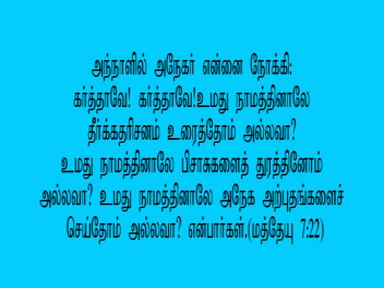 அந்நாளில் அநேகர் என்னை நோக்கி:
கர்த்தாவே! கர்த்தாவே!உமது நாமத்தினாலே
தீர்க்கதரிசனம் உரைத்தோம் அல்லவா?
உமது நாமத்தினாலே பிசாசுகளைத் துரத்தினோம்
அல்லவா? உமது நாமத்தினாலே அநேக அற்புதங்களைச்
செய்தோம் அல்லவா? என்பார்கள்.(மத்தேயு 7:22)